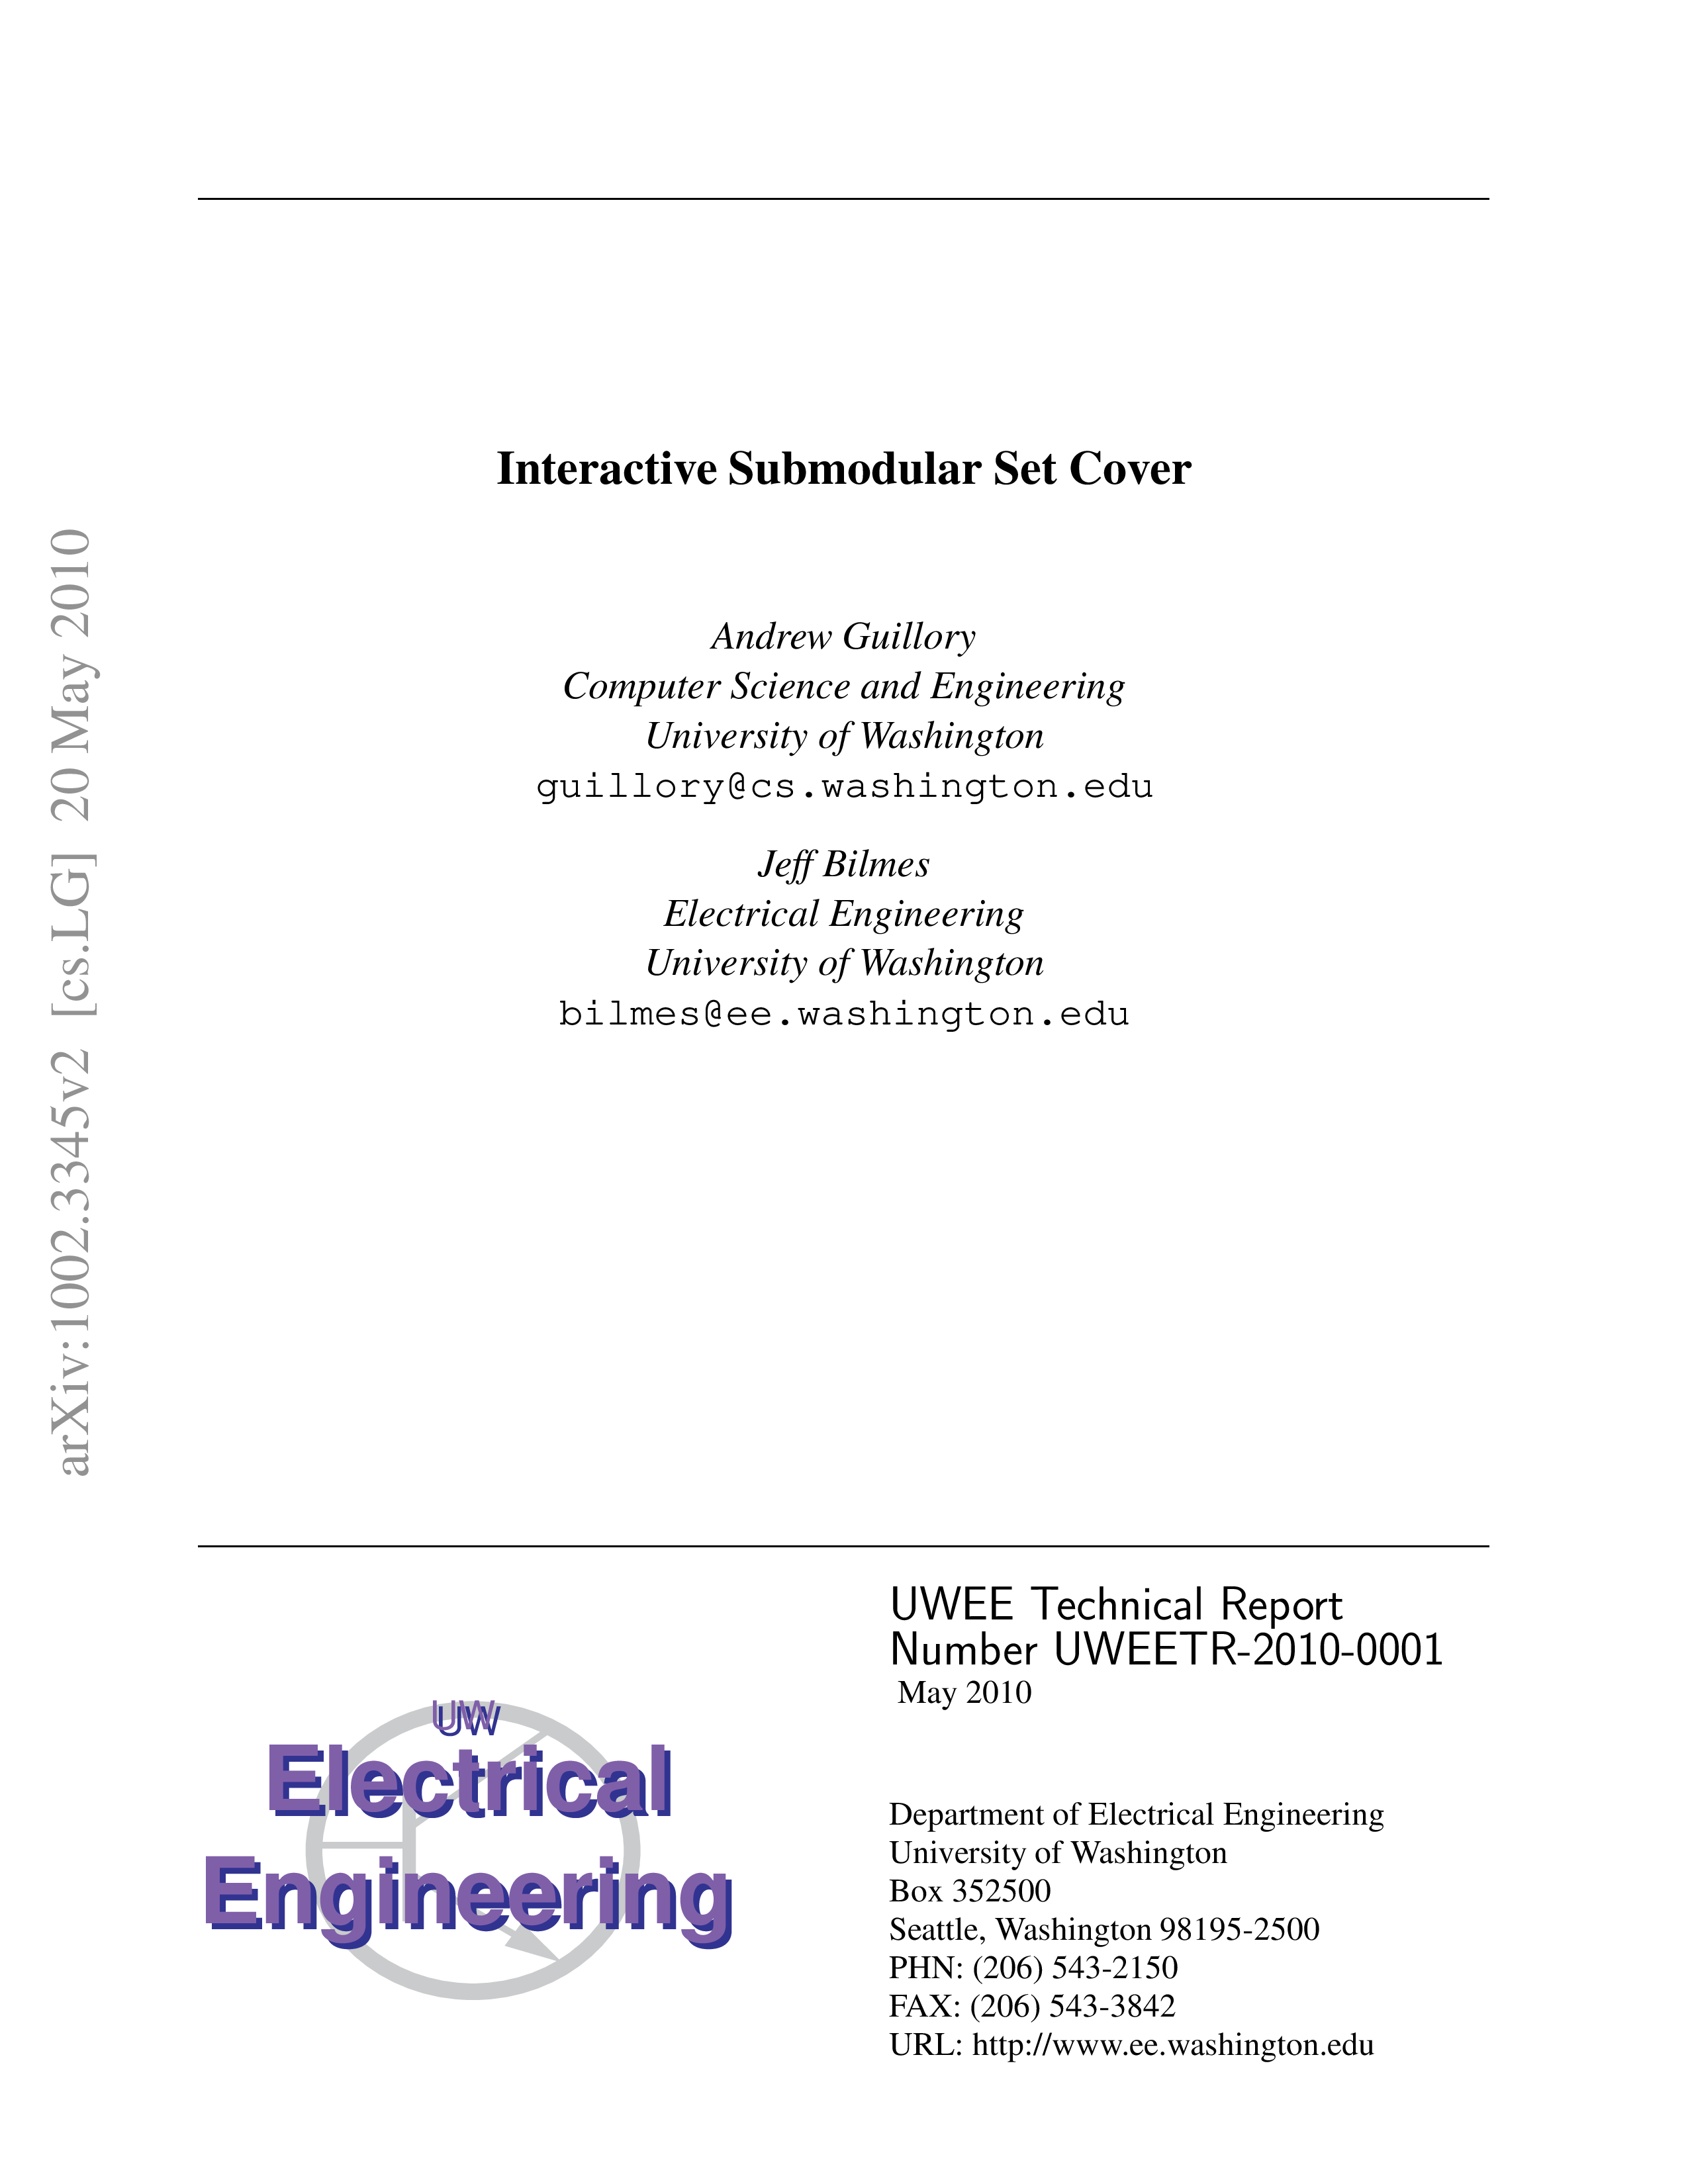 Interactive Submodular Set Cover
Andrew Guillory
Computer Science and Engineering
University of Washington
guillory@cs.washington.edu
Jeff Bilmes
Electrical Engineering
University of Washington
bilmes@ee.washington.edu
arXiv:1002.3345v2 [cs.LG] 20 May 2010
UW
Electrical
Engineering
UWEE Technical Report
Number UWEETR-2010-0001
May 2010
Department of Electrical Engineering
University of Washington
Box 352500
Seattle, Washington 98195-2500
PHN: (206) 543-2150
FAX: (206) 543-3842
URL: http://www.ee.washington.edu